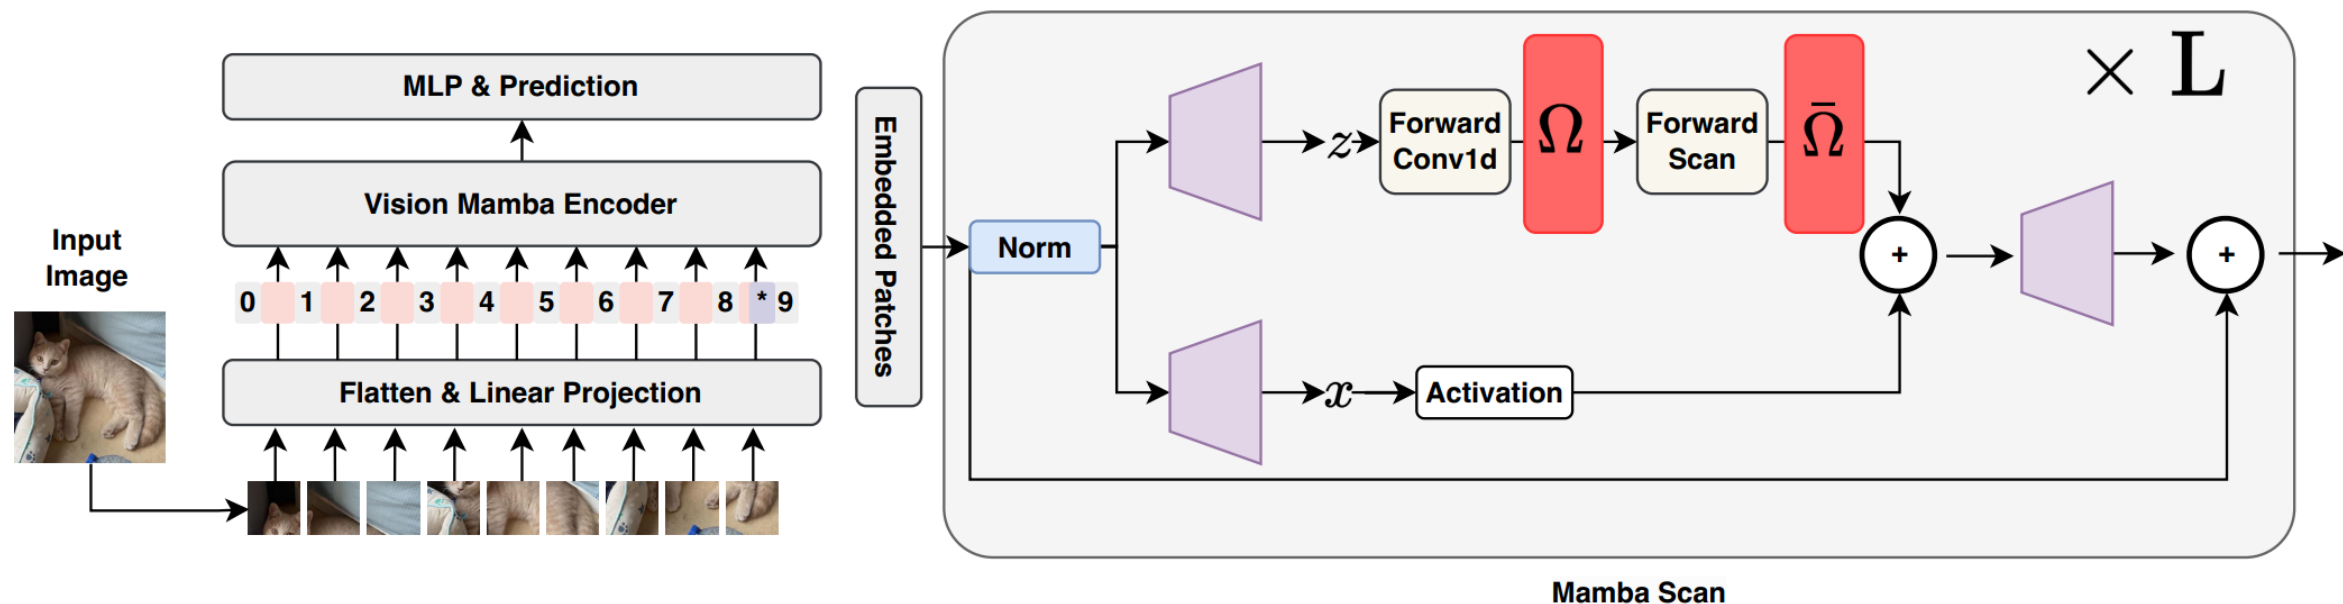 MLP & Prediction
Vision Mamba Encoder
Input
Image
0 1 2 3 4 5 6 7 8 * 9
Flatten & Linear Projection
Embedded Patches
Norm
z
Forward
Conv1d
Ω
Forward
Scan
Ω̄
× L
+
+
x
Activation
Mamba Scan